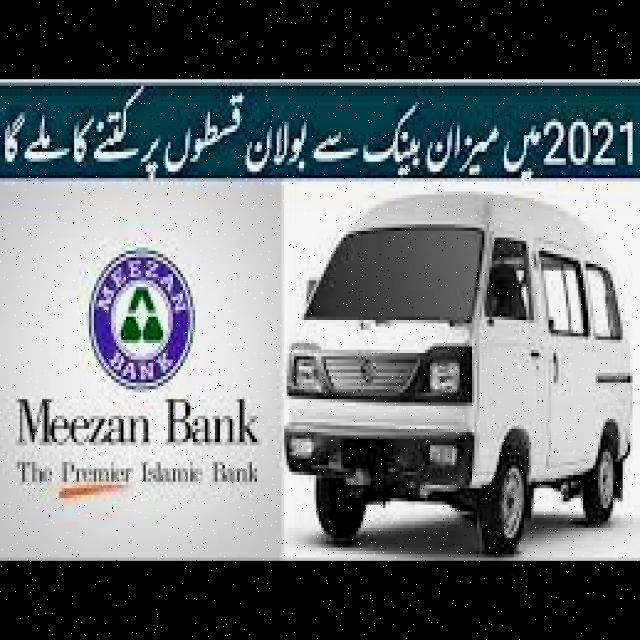 2021 میں میزان بینک سے بولان قسطوں پر کتنے کا ملے گا
MEEZAN
BANK
Meezan Bank
The Premier Islamic Bank